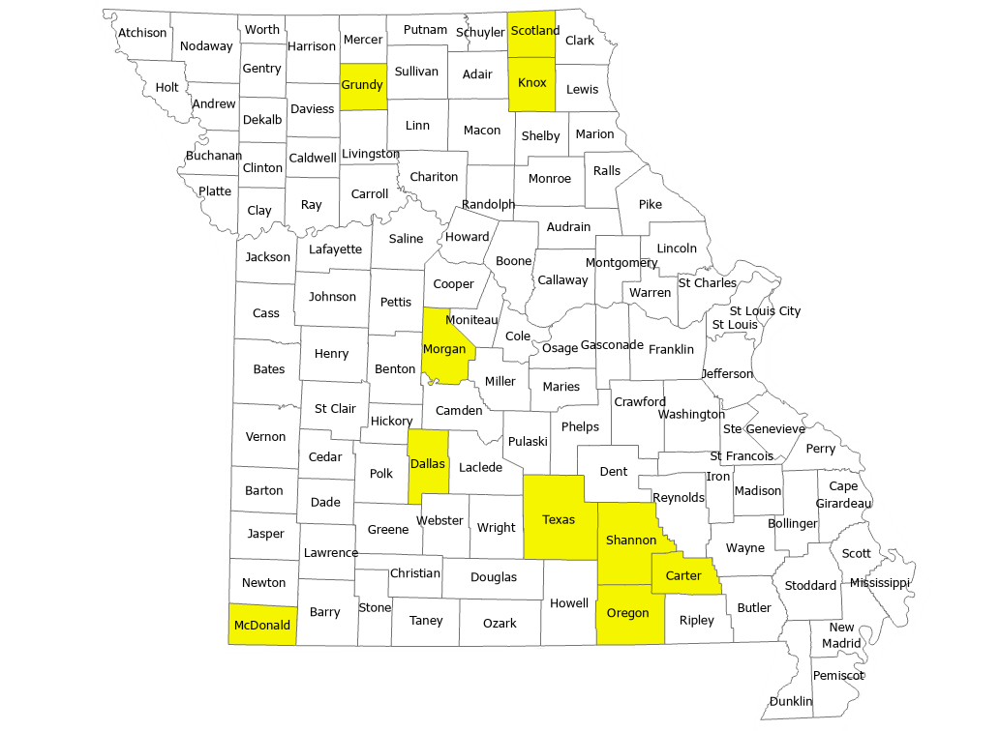 Atchison
Nodaway
Worth
Harrison
Mercer
Putnam
Schuyler
Scotland
Clark
Gentry
Grundy
Sullivan
Adair
Knox
Lewis
Holt
Andrew
Dekalb
Daviess
Linn
Macon
Shelby
Marion
Buchanan
Clinton
Caldwell
Livingston
Chariton
Monroe
Ralls
Platte
Clay
Ray
Carroll
Randolph
Pike
Audrain
Jackson
Lafayette
Saline
Howard
Boone
Callaway
Montgomery
Lincoln
Cooper
Warren
St Charles
Cass
Johnson
Pettis
Moniteau
St Louis City
St Louis
Cole
Osage
Gasconade
Franklin
Morgan
Bates
Henry
Benton
Miller
Maries
Jefferson
Crawford
Washington
St Clair
Hickory
Camden
Phelps
Ste Genevieve
Vernon
Pulaski
St Francois
Perry
Cedar
Polk
Dallas
Laclede
Dent
Iron
Madison
Cape
Girardeau
Barton
Dade
Reynolds
Bollinger
Jasper
Greene
Webster
Wright
Texas
Shannon
Wayne
Scott
Lawrence
Christian
Douglas
Carter
Newton
Stoddard
Mississippi
McDonald
Barry
Stone
Taney
Ozark
Howell
Oregon
Ripley
Butler
New
Madrid
Pemiscot
Dunklin